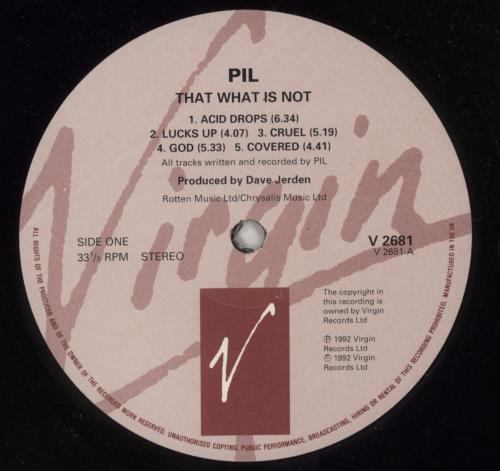 PIL
THAT WHAT IS NOT
1. ACID DROPS (6.34)
2. LUCKS UP (4.07) 3. CRUEL (5.19)
4. GOD (5.33) 5. COVERED (4.41)
All tracks written and recorded by PIL
Produced by Dave Jerden
Rotten Music Ltd/Chrysalis Music Ltd
Virgin
SIDE ONE
33¹/₃ RPM STEREO
V 2681
V 2681-A
The copyright in
this recording is
owned by Virgin
Records Ltd
℗ 1992 Virgin
Records Ltd
© 1992 Virgin
Records Ltd
V
ALL RIGHTS OF THE PRODUCER AND OF THE OWNER OF THE RECORDED WORK RESERVED. UNAUTHORISED COPYING, PUBLIC PERFORMANCE, BROADCASTING, HIRING OR RENTAL OF THIS RECORDING PROHIBITED. MANUFACTURED IN THE UK